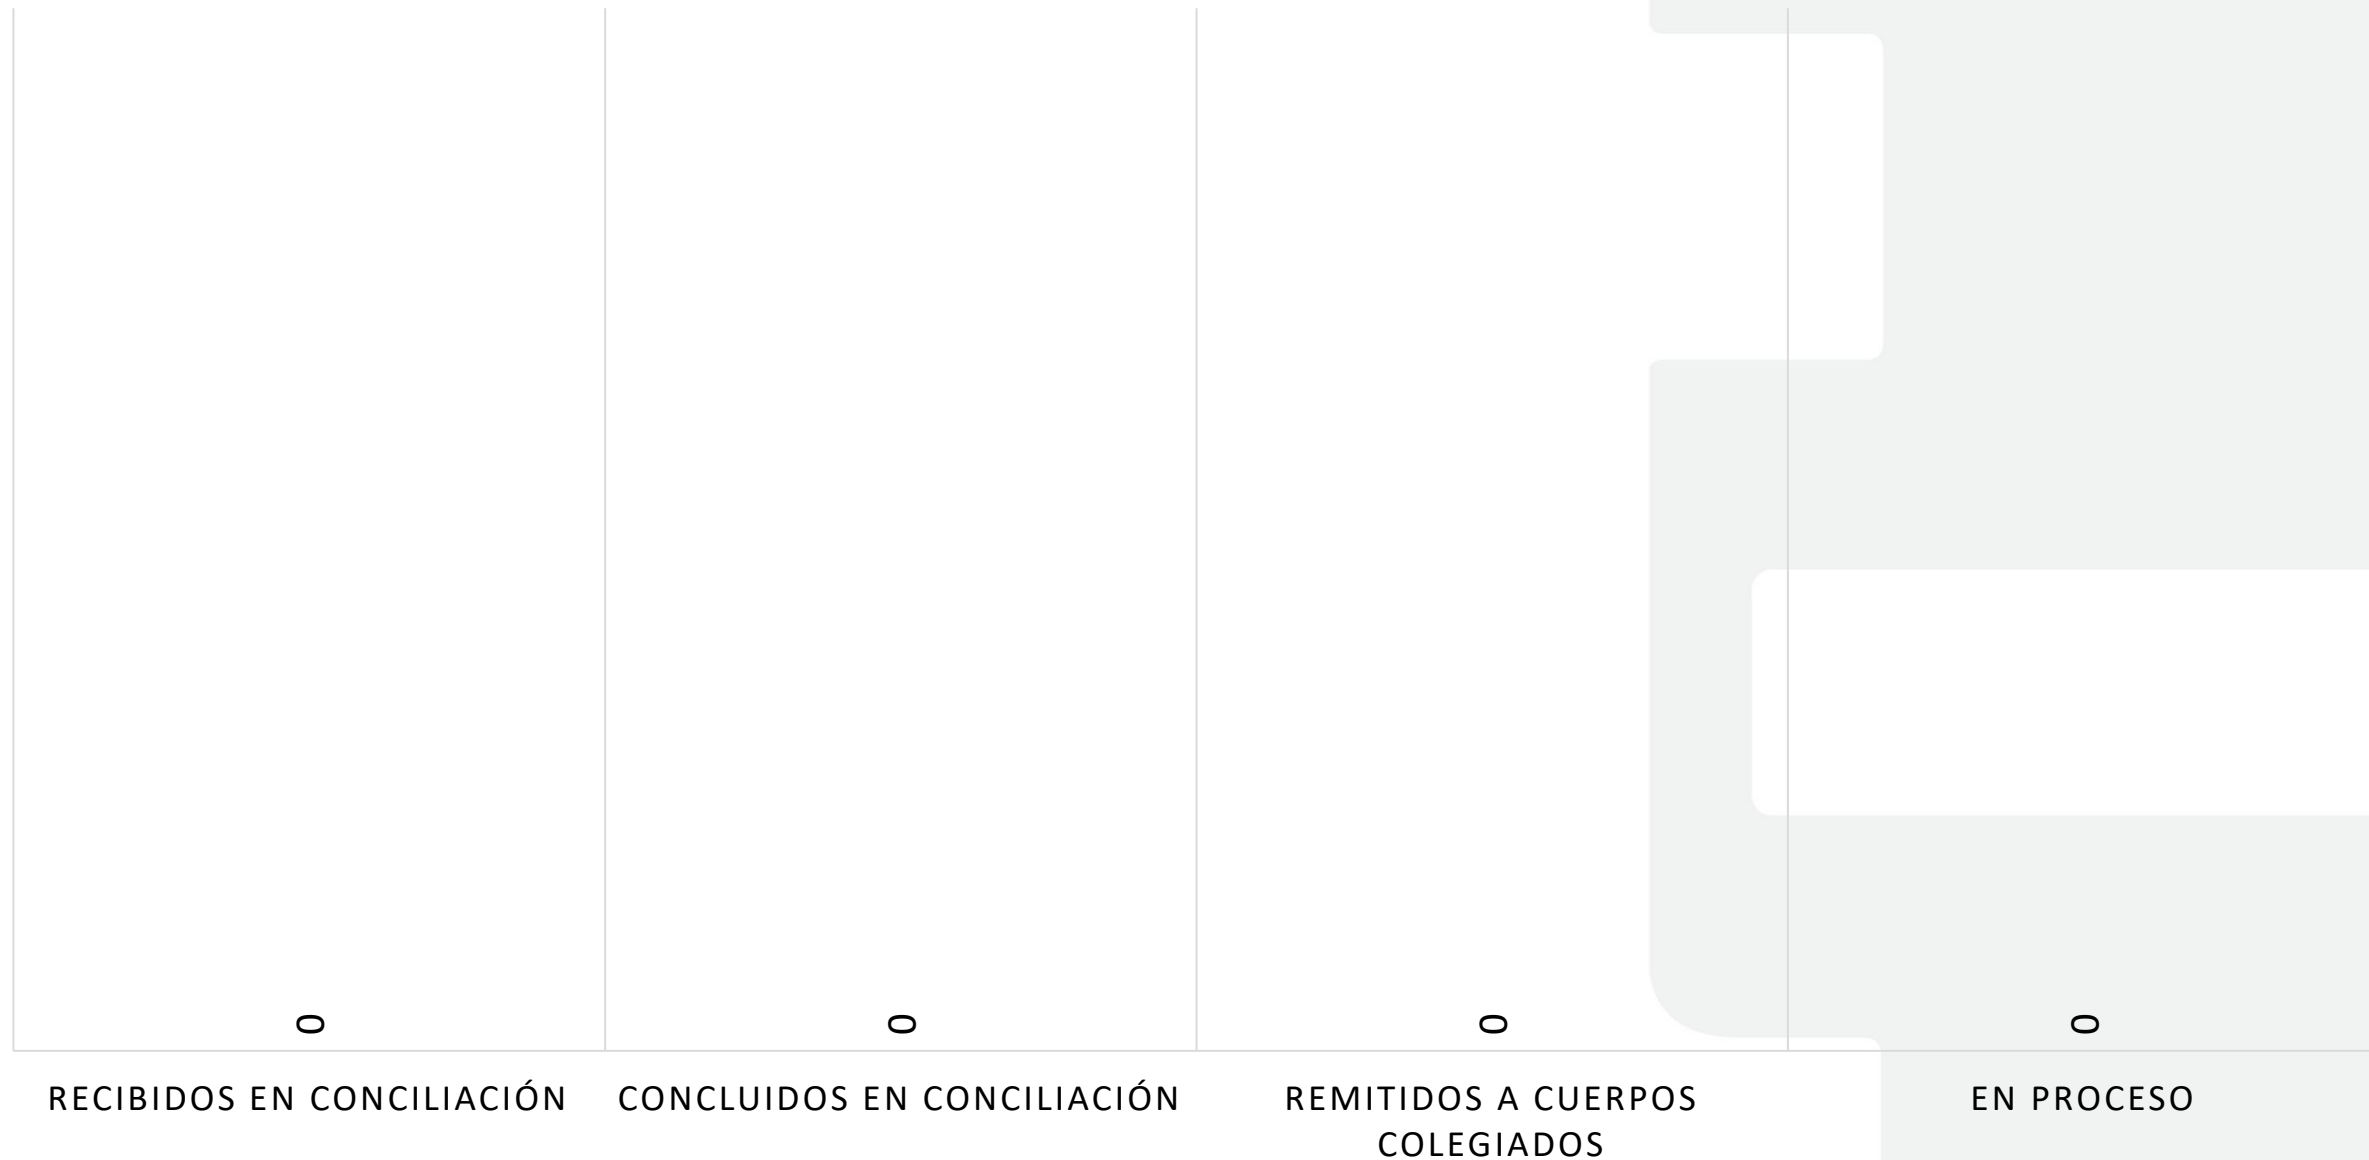 0 0 0 0
RECIBIDOS EN CONCILIACIÓN CONCLUIDOS EN CONCILIACIÓN REMITIDOS A CUERPOS EN PROCESO
COLEGIADOS